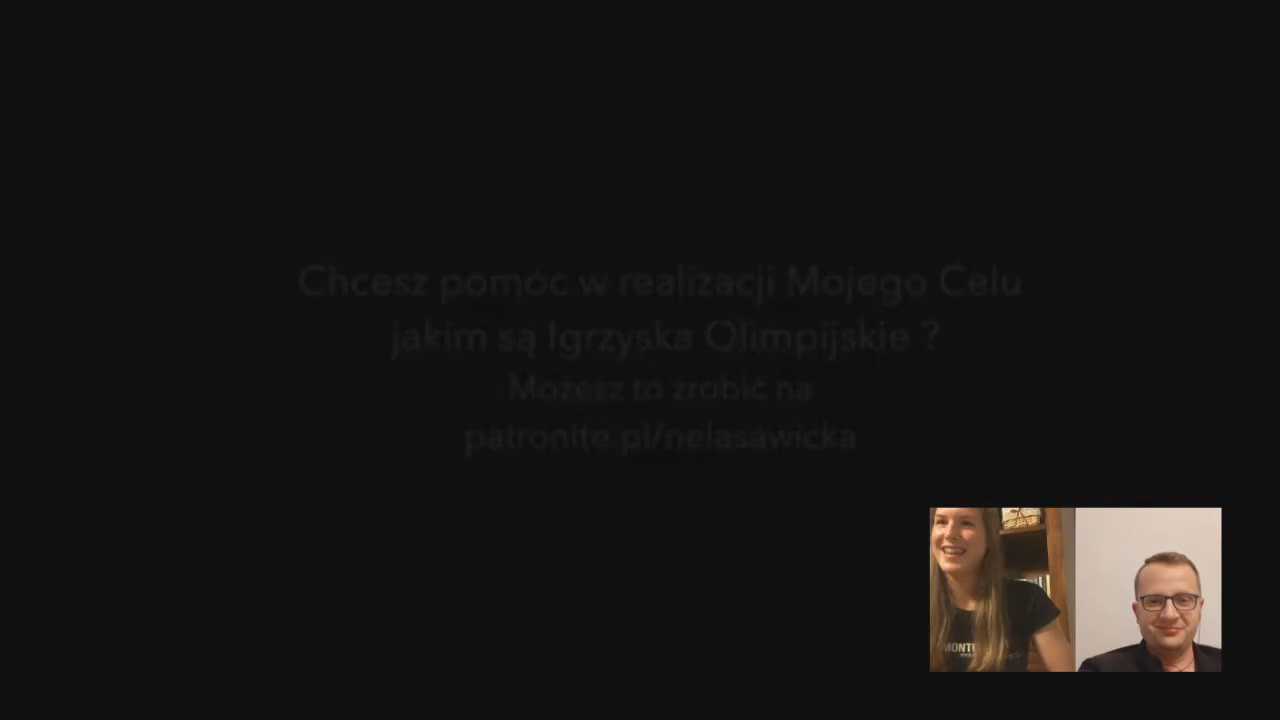 Chcesz pomóc w realizacji Mojego Celu
jakim są Igrzyska Olimpijskie ?
Możesz to zrobić na
patronite.pl/nelasawicka